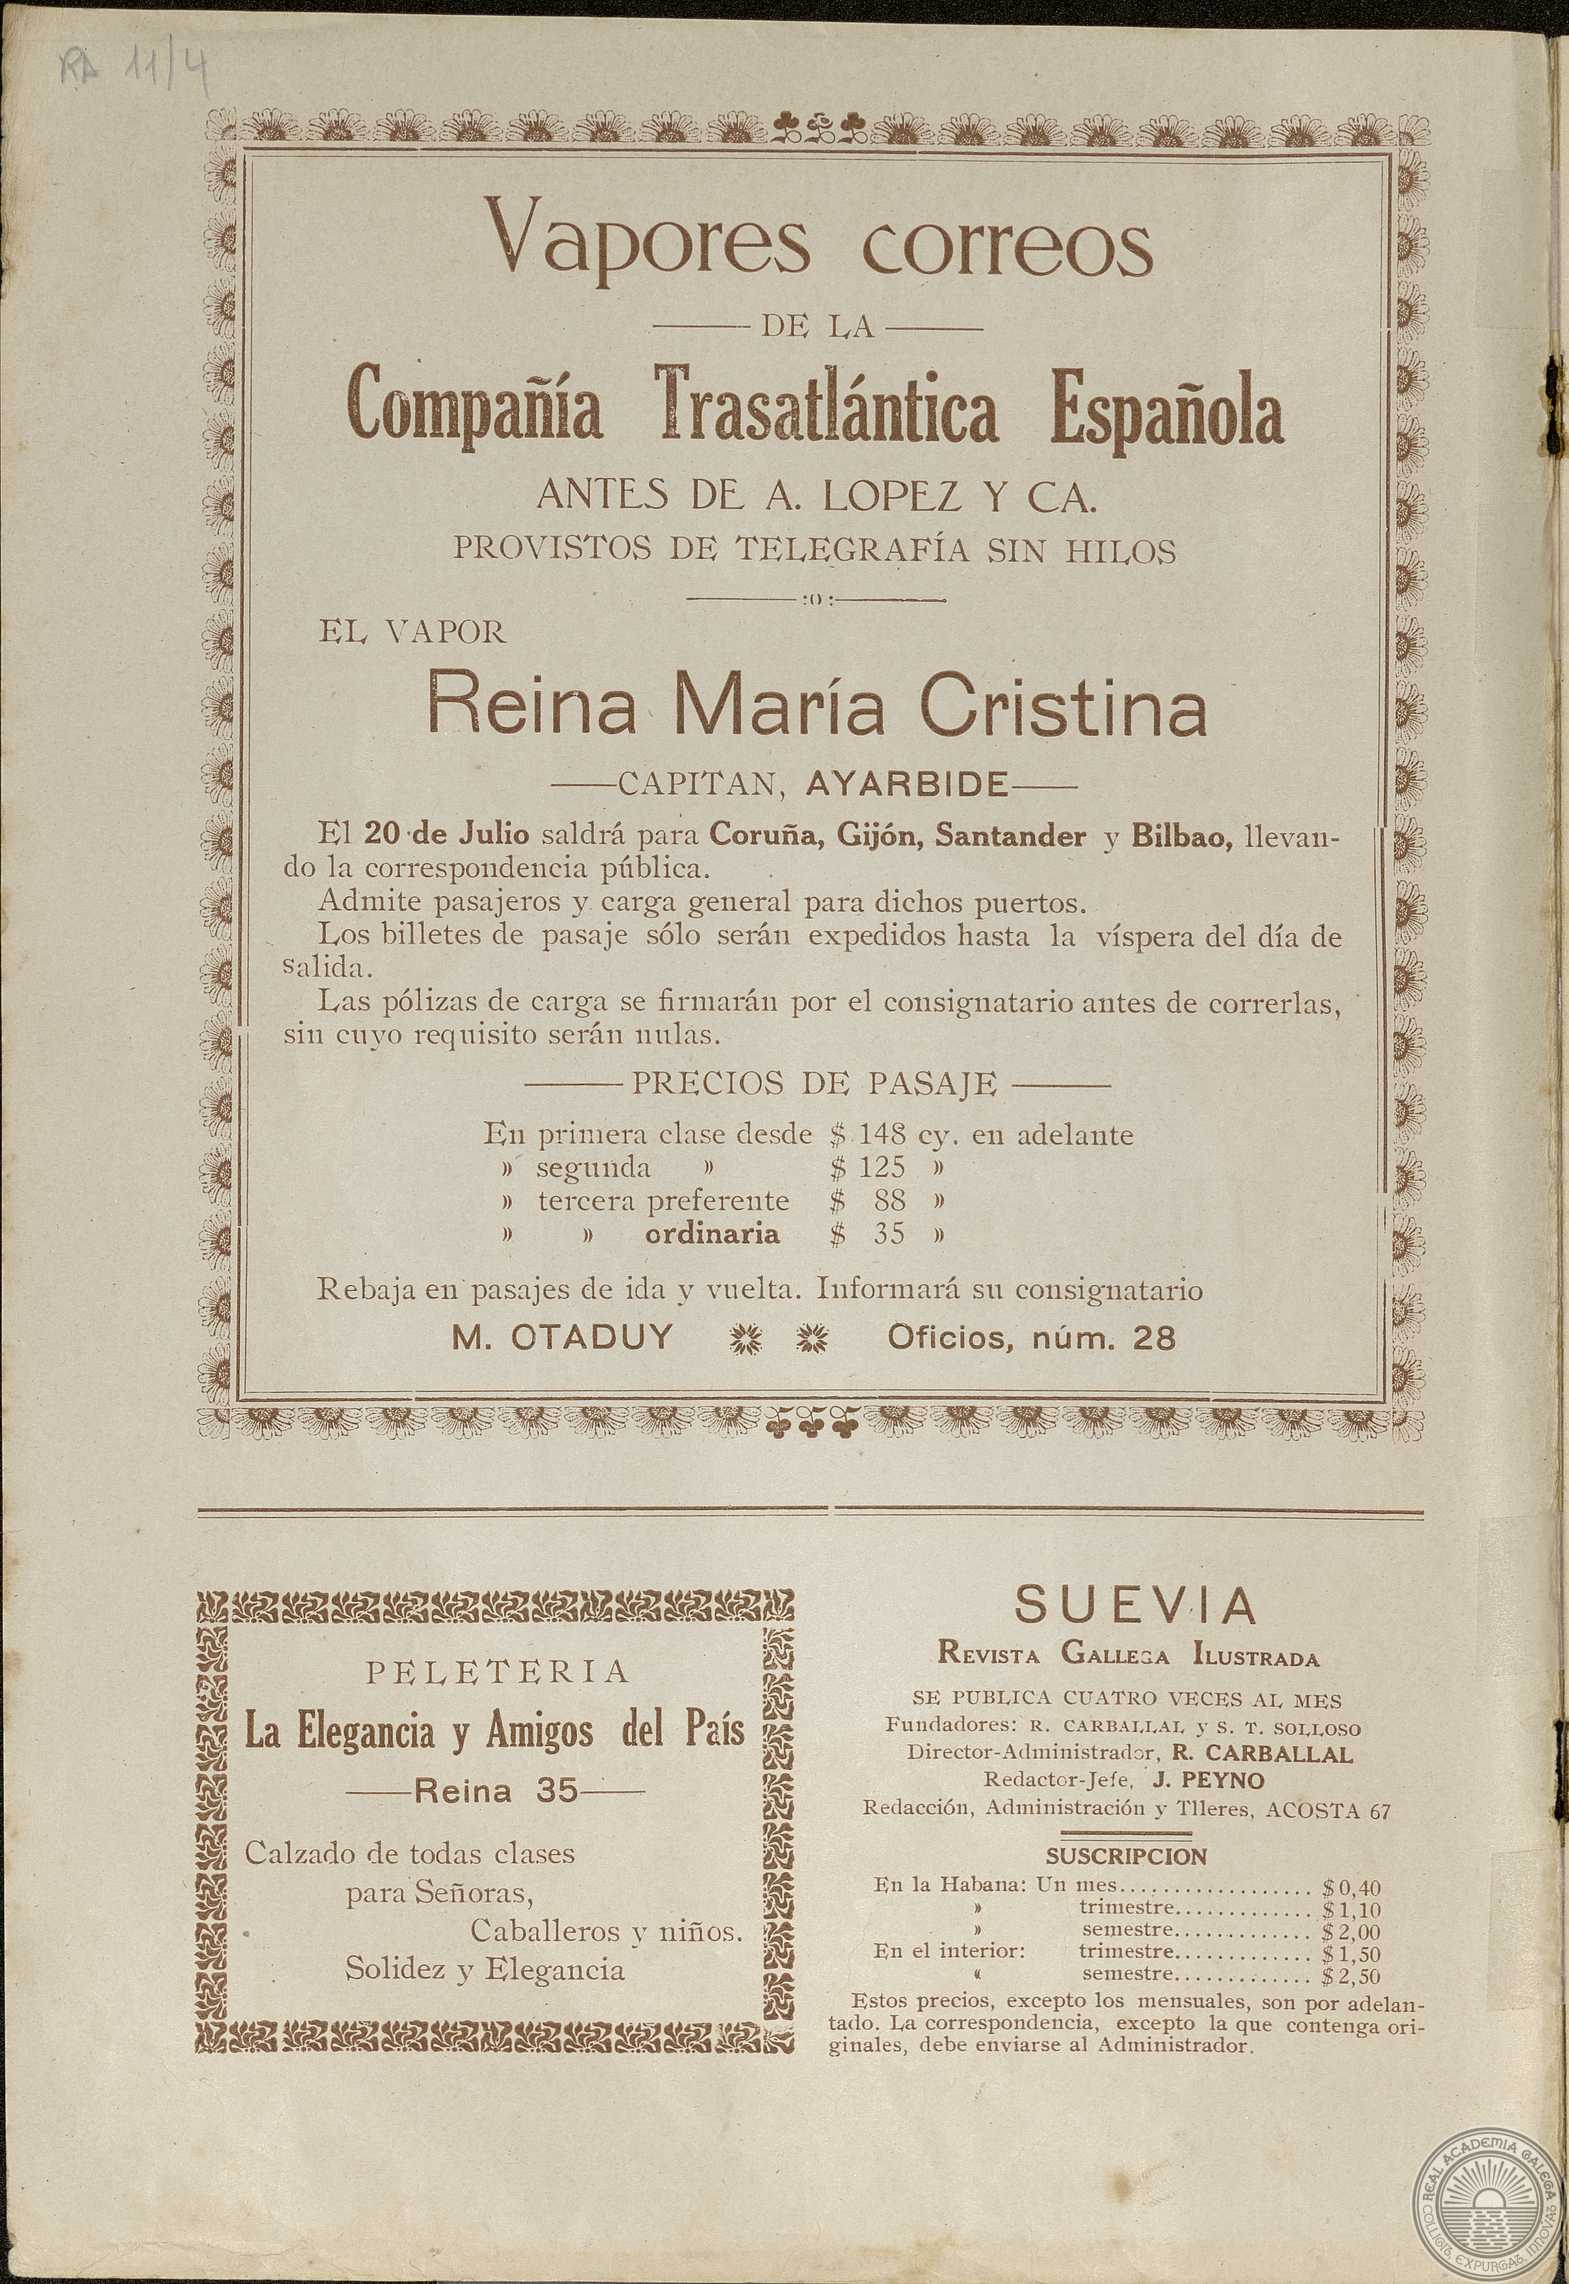 RA 11/4
Vapores correos
DE LA
Compañía Trasatlántica Española
ANTES DE A. LOPEZ Y CA.
PROVISTOS DE TELEGRAFÍA SIN HILOS
:o:
EL VAPOR
Reina María Cristina
CAPITAN, AYARBIDE
El 20 de Julio saldrá para Coruña, Gijón, Santander y Bilbao, llevan-
do la correspondencia pública.
Admite pasajeros y carga general para dichos puertos.
Los billetes de pasaje sólo serán expedidos hasta la víspera del día de
salida.
Las pólizas de carga se firmarán por el consignatario antes de correrlas,
sin cuyo requisito serán nulas.
PRECIOS DE PASAJE
En primera clase desde $ 148 cy. en adelante
» segunda » $ 125 »
» tercera preferente $ 88 »
» » ordinaria $ 35 »
Rebaja en pasajes de ida y vuelta. Informará su consignatario
M. OTADUY Oficios, núm. 28
PELETERIA
La Elegancia y Amigos del País
Reina 35
Calzado de todas clases
para Señoras,
Caballeros y niños.
Solidez y Elegancia
SUEVIA
REVISTA GALLEGA ILUSTRADA
SE PUBLICA CUATRO VECES AL MES
Fundadores: R. CARBALLAL y S. T. SOLLOSO
Director-Administrador, R. CARBALLAL
Redactor-Jefe, J. PEYNO
Redacción, Administración y Tlleres, ACOSTA 67
SUSCRIPCION
En la Habana: Un mes.................. $ 0,40
» trimestre............. $ 1,10
» semestre............. $ 2,00
En el interior: trimestre............. $ 1,50
« semestre............. $ 2,50
Estos precios, excepto los mensuales, son por adelan-
tado. La correspondencia, excepto la que contenga ori-
ginales, debe enviarse al Administrador.
REAL ACADEMIA GALEGA
COLLIGIT, EXPURGAT, INNOVAT